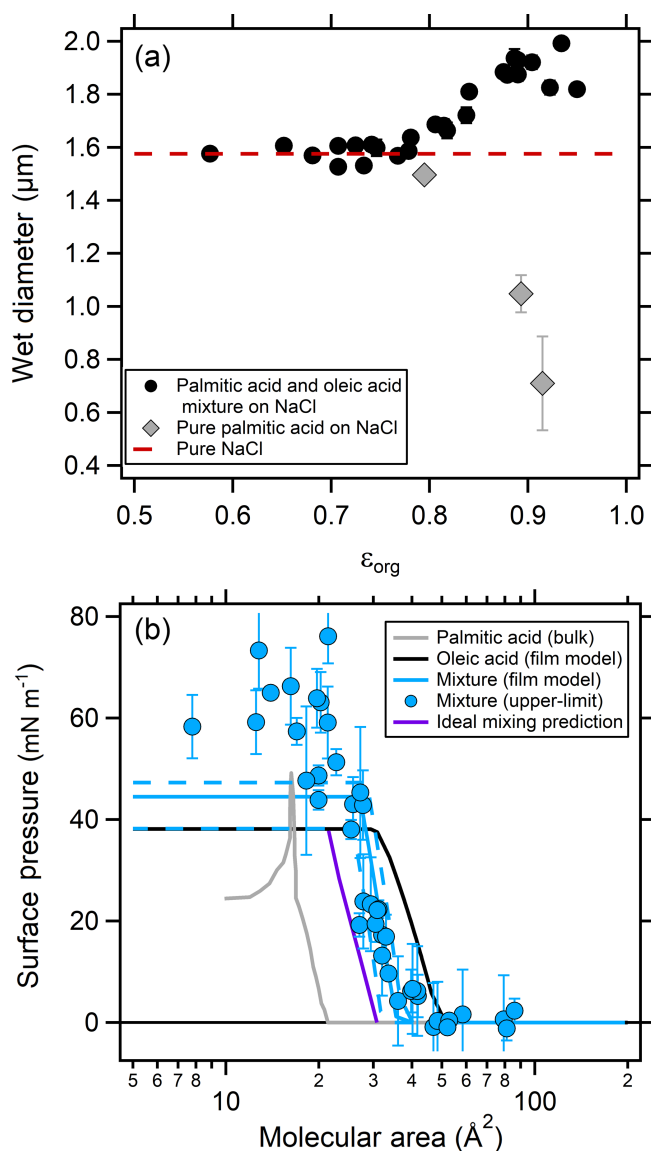 (a)
2.0
1.8
1.6
1.4
1.2
1.0
0.8
0.6
0.4
Wet diameter (µm)
Palmitic acid and oleic acid
mixture on NaCl
Pure palmitic acid on NaCl
Pure NaCl
0.5 0.6 0.7 0.8 0.9 1.0
εorg
(b)
80
60
40
20
0
Surface pressure (mN m⁻¹)
Palmitic acid (bulk)
Oleic acid (film model)
Mixture (film model)
Mixture (upper-limit)
Ideal mixing prediction
5 6 7 8 10 2 3 4 5 6 7 8 100 2
Molecular area (Å²)